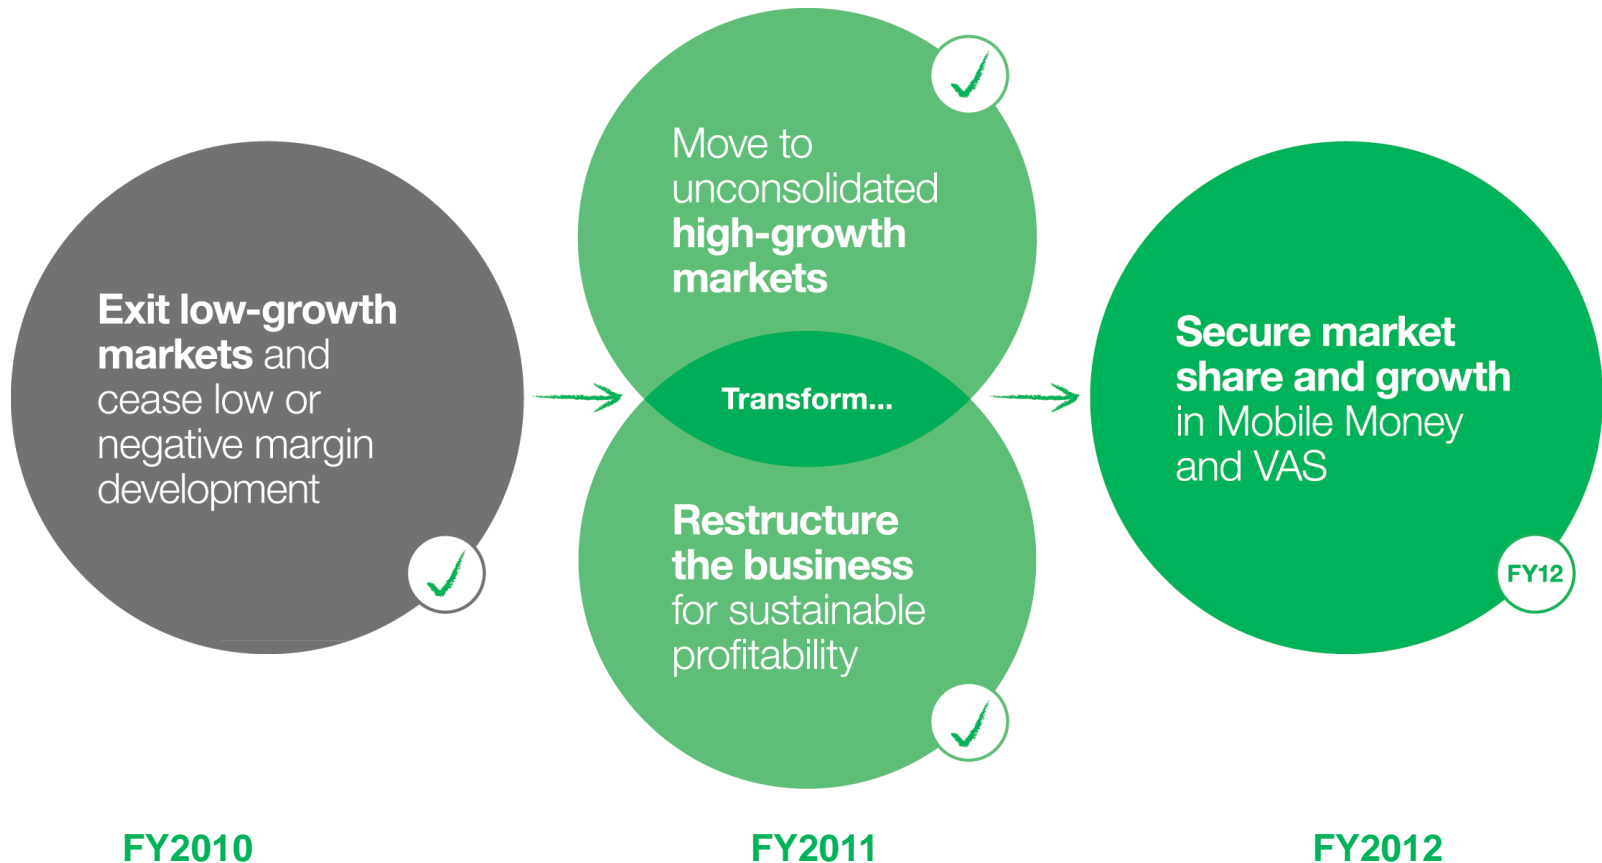 Exit low-growth
markets and
cease low or
negative margin
development
Move to
unconsolidated
high-growth
markets
Transform...
Restructure
the business
for sustainable
profitability
Secure market
share and growth
in Mobile Money
and VAS
FY12
FY2010
FY2011
FY2012